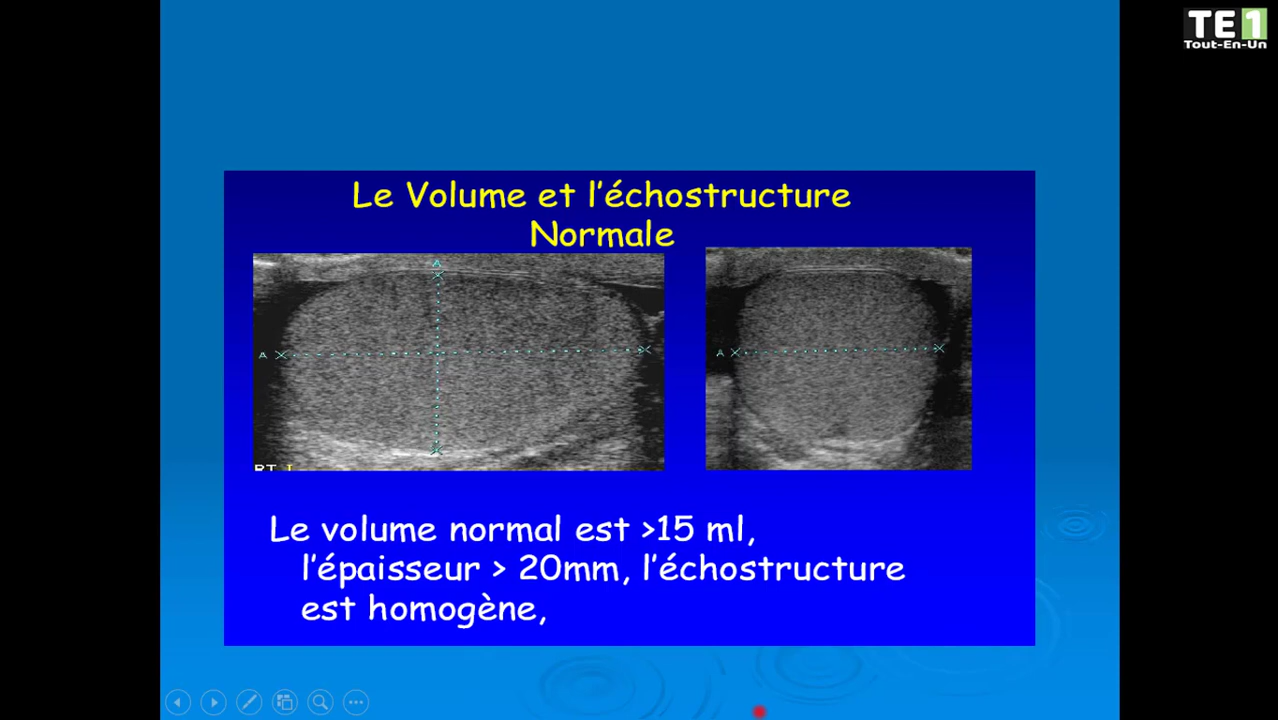 TE1
Tout-En-Un
Le Volume et l'échostructure
Normale
A
A
A
RT
Le volume normal est >15 ml,
l'épaisseur > 20mm, l'échostructure
est homogène,